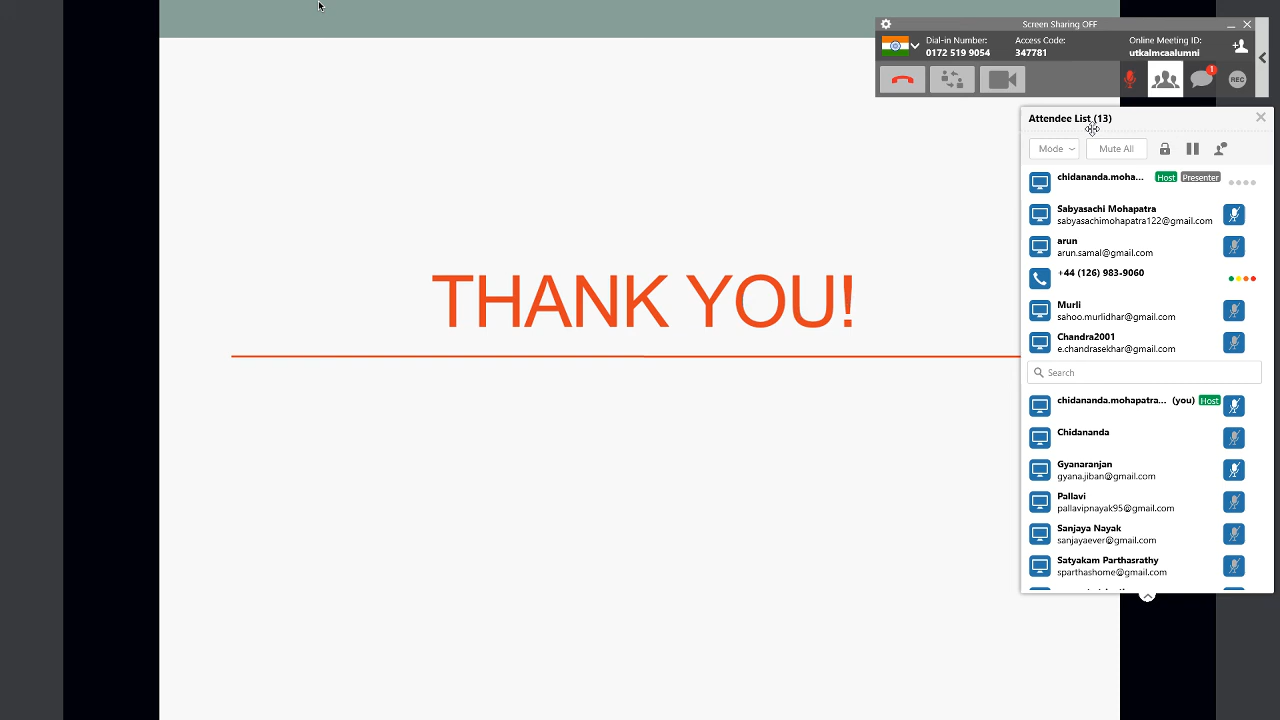 Screen Sharing OFF
Dial-in Number:
0172 519 9054
Access Code:
347781
Online Meeting ID:
utkalmcaalumni
1
REC
Attendee List (13)
Mode
Mute All
chidananda.moha... Host Presenter
Sabyasachi Mohapatra
sabyasachimohapatra122@gmail.com
arun
arun.samal@gmail.com
+44 (126) 983-9060
Murli
sahoo.murlidhar@gmail.com
Chandra2001
e.chandrasekhar@gmail.com
Search
chidananda.mohapatra... (you) Host
Chidananda
Gyanaranjan
gyana.jiban@gmail.com
Pallavi
pallavipnayak95@gmail.com
Sanjaya Nayak
sanjayaever@gmail.com
Satyakam Parthasrathy
sparthashome@gmail.com
THANK YOU!